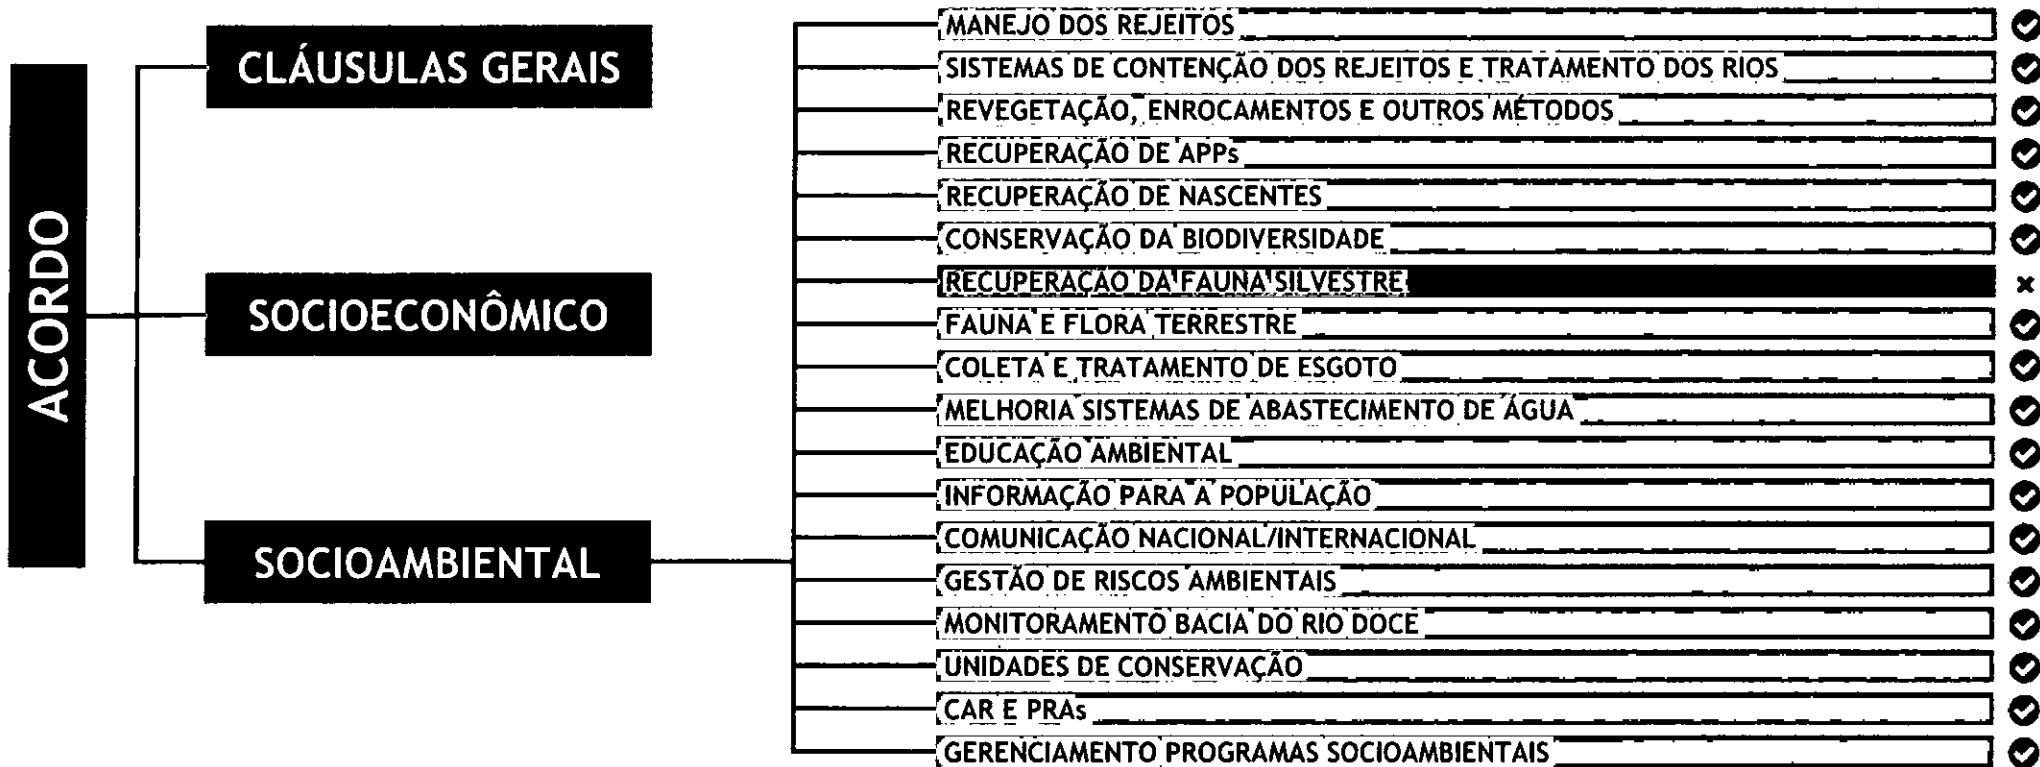 ACORDO
CLÁUSULAS GERAIS
SOCIOECONÔMICO
SOCIOAMBIENTAL
MANEJO DOS REJEITOS
SISTEMAS DE CONTENÇÃO DOS REJEITOS E TRATAMENTO DOS RIOS
REVEGETAÇÃO, ENROCAMENTOS E OUTROS MÉTODOS
RECUPERAÇÃO DE APPs
RECUPERAÇÃO DE NASCENTES
CONSERVAÇÃO DA BIODIVERSIDADE
RECUPERAÇÃO DA FAUNA SILVESTRE
FAUNA E FLORA TERRESTRE
COLETA E TRATAMENTO DE ESGOTO
MELHORIA SISTEMAS DE ABASTECIMENTO DE ÁGUA
EDUCAÇÃO AMBIENTAL
INFORMAÇÃO PARA A POPULAÇÃO
COMUNICAÇÃO NACIONAL/INTERNACIONAL
GESTÃO DE RISCOS AMBIENTAIS
MONITORAMENTO BACIA DO RIO DOCE
UNIDADES DE CONSERVAÇÃO
CAR E PRAs
GERENCIAMENTO PROGRAMAS SOCIOAMBIENTAIS